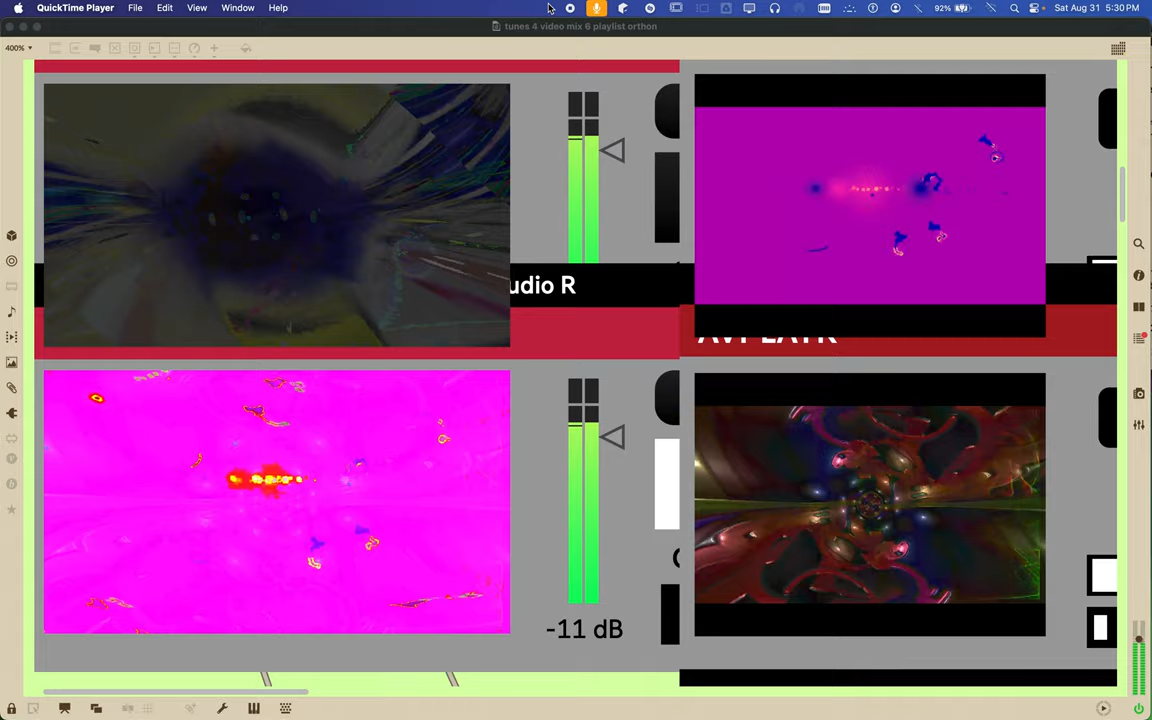 QuickTime Player File Edit View Window Help 92% Sat Aug 31 5:30 PM
tunes 4 video mix 6 playlist orthon
400%
udio R
-11 dB